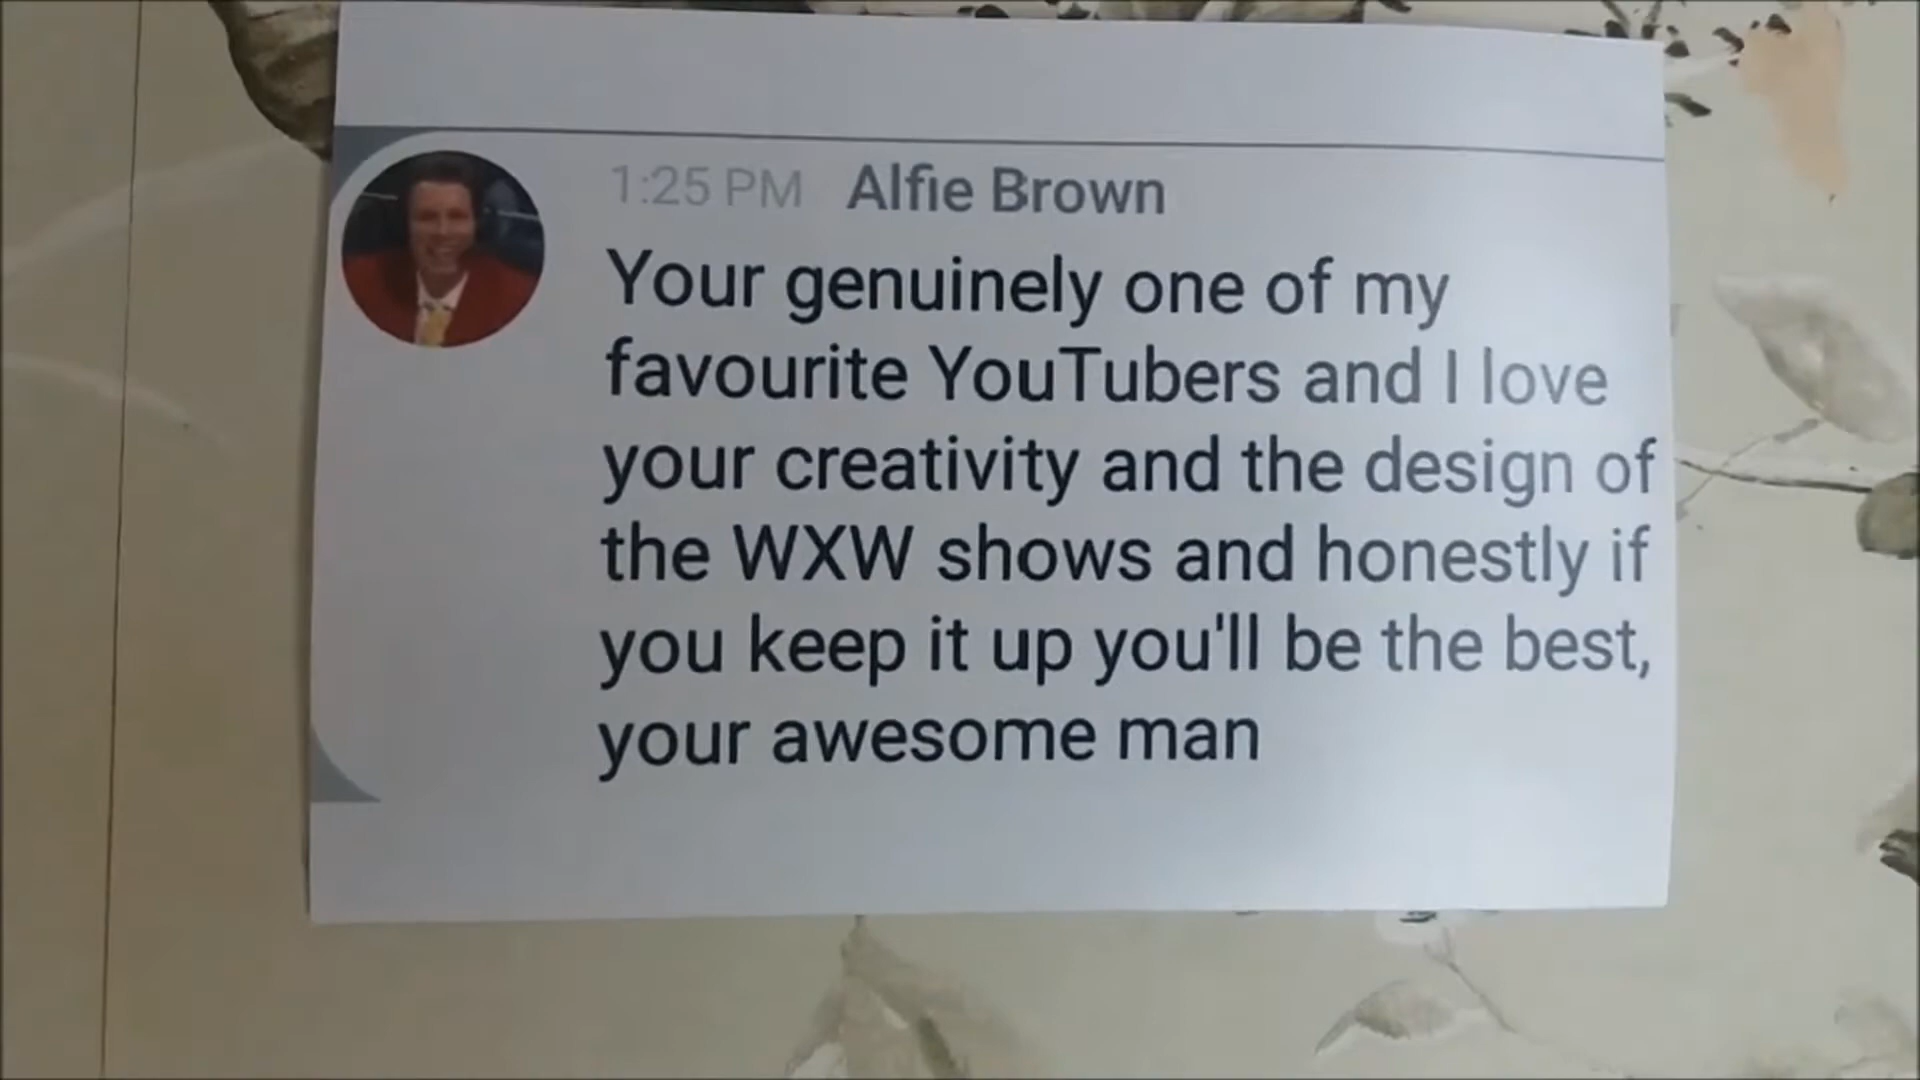 1:25 PM Alfie Brown
Your genuinely one of my
favourite YouTubers and I love
your creativity and the design of
the WXW shows and honestly if
you keep it up you'll be the best,
your awesome man